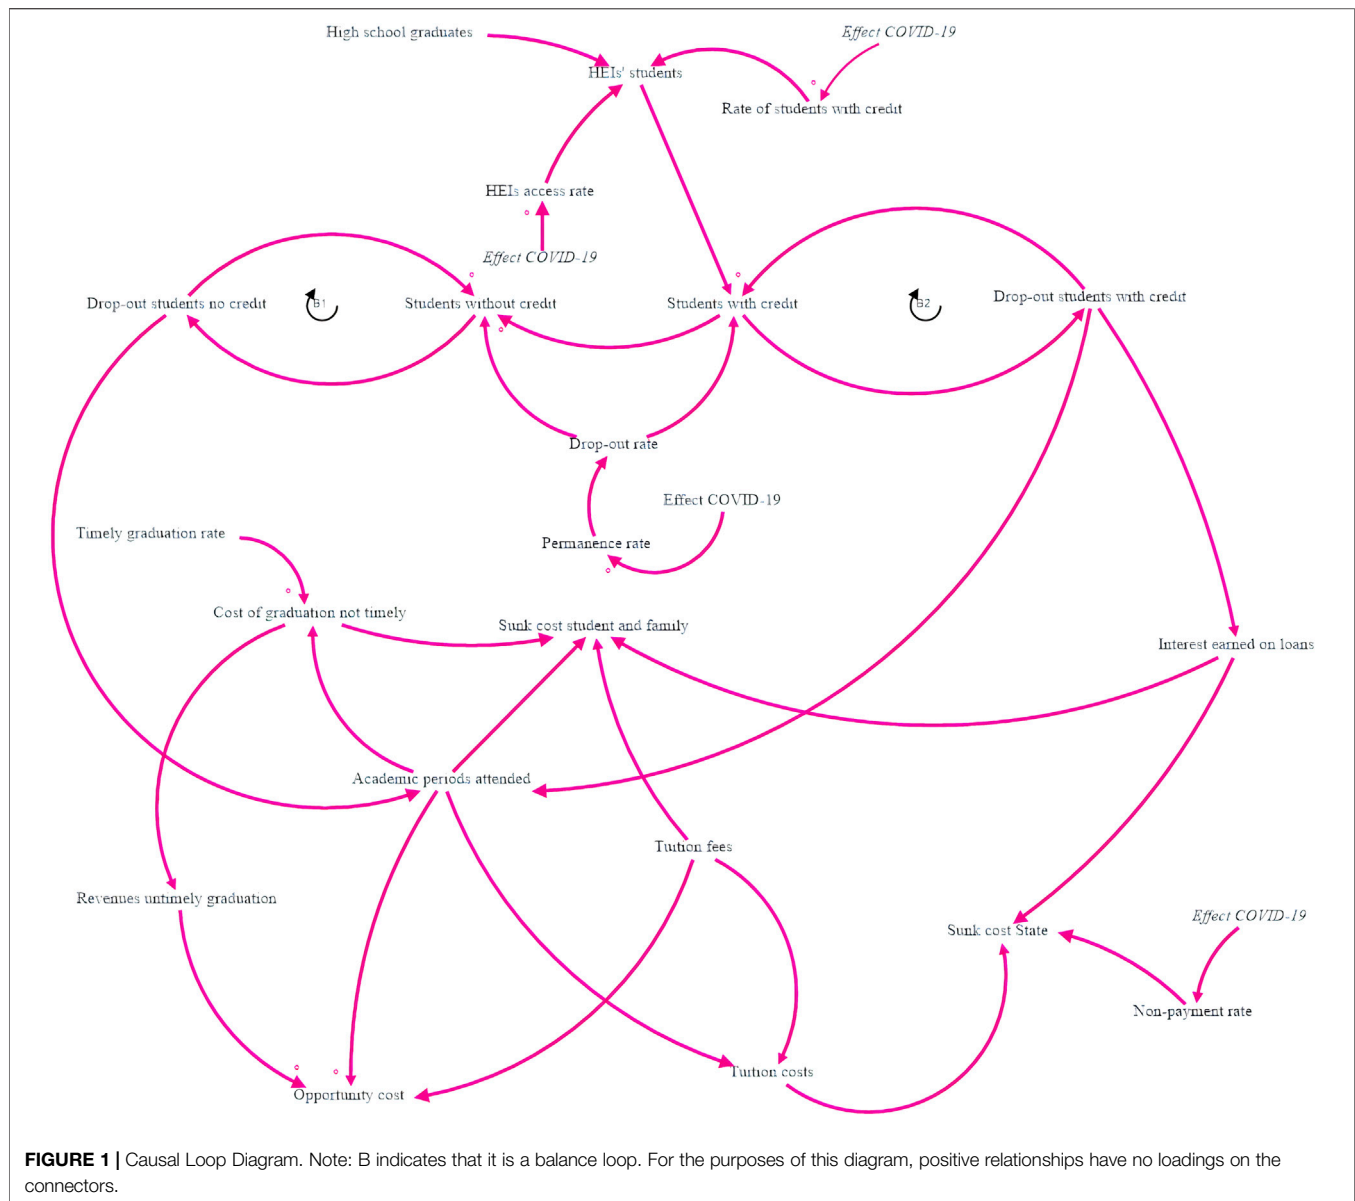 High school graduates
Effect COVID-19
HEIs' students
Rate of students with credit
HEIs access rate
Effect COVID-19
Drop-out students no credit
B1
Students without credit
Students with credit
B2
Drop-out students with credit
Drop-out rate
Effect COVID-19
Timely graduation rate
Permanence rate
Cost of graduation not timely
Sunk cost student and family
Interest earned on loans
Academic periods attended
Tuition fees
Revenues untimely graduation
Sunk cost State
Effect COVID-19
Non-payment rate
Tuition costs
Opportunity cost
FIGURE 1 | Causal Loop Diagram. Note: B indicates that it is a balance loop. For the purposes of this diagram, positive relationships have no loadings on the
connectors.